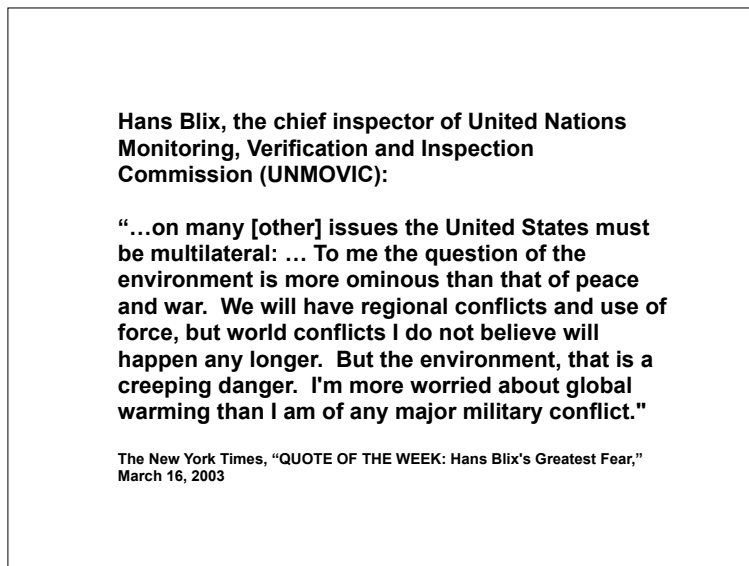 Hans Blix, the chief inspector of United Nations
Monitoring, Verification and Inspection
Commission (UNMOVIC):
“…on many [other] issues the United States must
be multilateral: … To me the question of the
environment is more ominous than that of peace
and war.  We will have regional conflicts and use of
force, but world conflicts I do not believe will
happen any longer.  But the environment, that is a
creeping danger.  I'm more worried about global
warming than I am of any major military conflict."
The New York Times, “QUOTE OF THE WEEK: Hans Blix's Greatest Fear,”
March 16, 2003